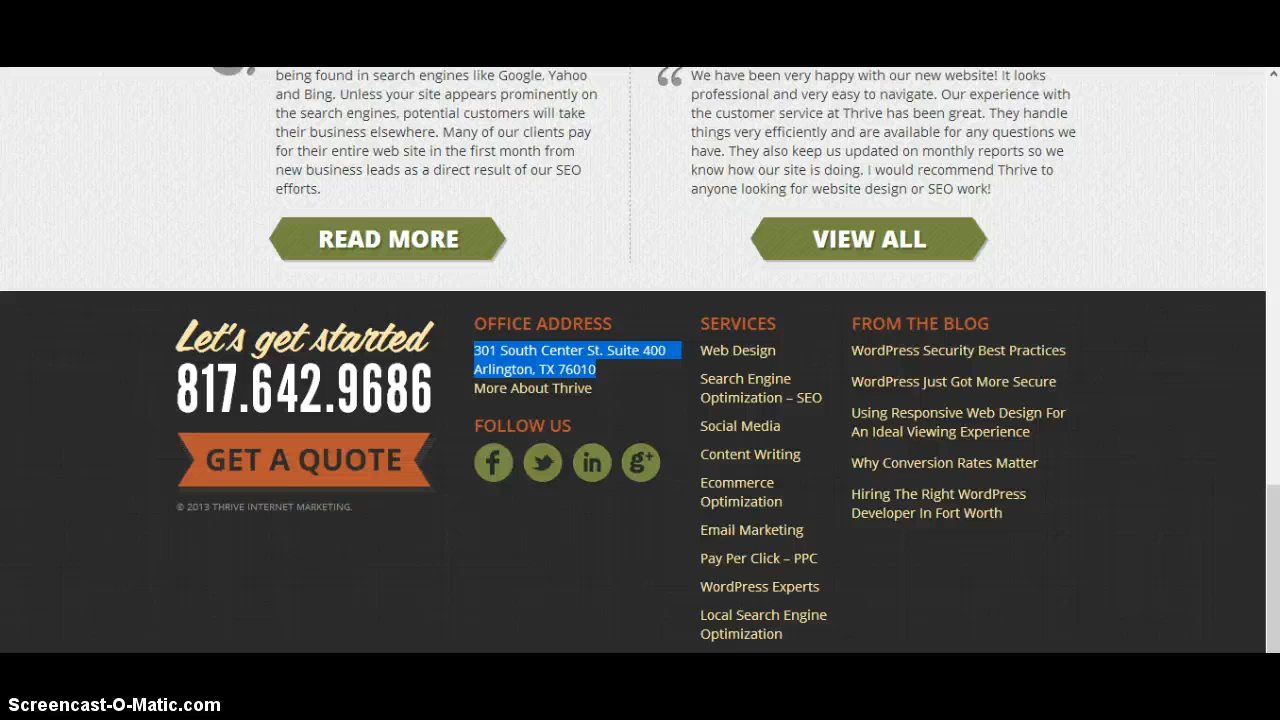 being found in search engines like Google, Yahoo
and Bing. Unless your site appears prominently on
the search engines, potential customers will take
their business elsewhere. Many of our clients pay
for their entire web site in the first month from
new business leads as a direct result of our SEO
efforts.
READ MORE
“ We have been very happy with our new website! It looks
professional and very easy to navigate. Our experience with
the customer service at Thrive has been great. They handle
things very efficiently and are available for any questions we
have. They also keep us updated on monthly reports so we
know how our site is doing. I would recommend Thrive to
anyone looking for website design or SEO work!
VIEW ALL
Let's get started
817.642.9686
GET A QUOTE
© 2013 THRIVE INTERNET MARKETING.
OFFICE ADDRESS
301 South Center St. Suite 400
Arlington, TX 76010
More About Thrive
FOLLOW US
f
in
g+
SERVICES
Web Design
Search Engine
Optimization – SEO
Social Media
Content Writing
Ecommerce
Optimization
Email Marketing
Pay Per Click – PPC
WordPress Experts
Local Search Engine
Optimization
FROM THE BLOG
WordPress Security Best Practices
WordPress Just Got More Secure
Using Responsive Web Design For
An Ideal Viewing Experience
Why Conversion Rates Matter
Hiring The Right WordPress
Developer In Fort Worth
Screencast-O-Matic.com